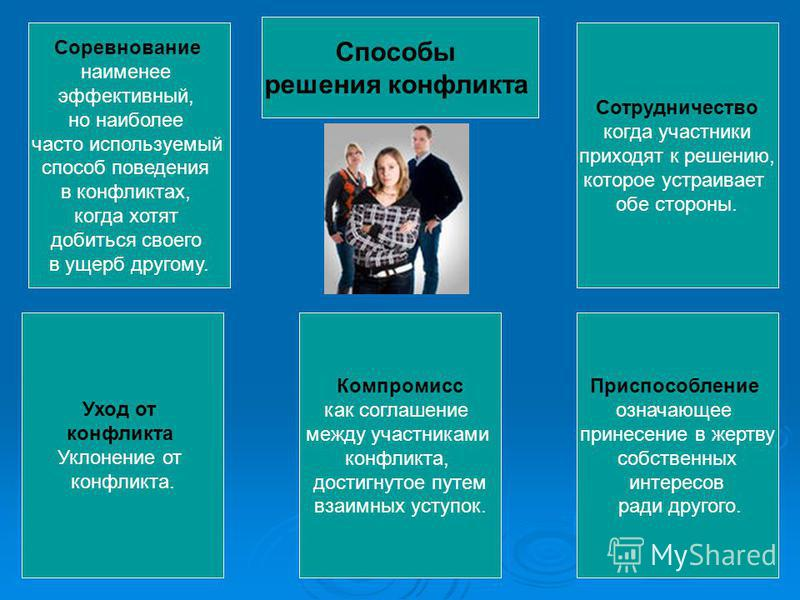 Соревнование
наименее
эффективный,
но наиболее
часто используемый
способ поведения
в конфликтах,
когда хотят
добиться своего
в ущерб другому.
Способы
решения конфликта
Сотрудничество
когда участники
приходят к решению,
которое устраивает
обе стороны.
Уход от
конфликта
Уклонение от
конфликта.
Компромисс
как соглашение
между участниками
конфликта,
достигнутое путем
взаимных уступок.
Приспособление
означающее
принесение в жертву
собственных
интересов
ради другого.
MyShared